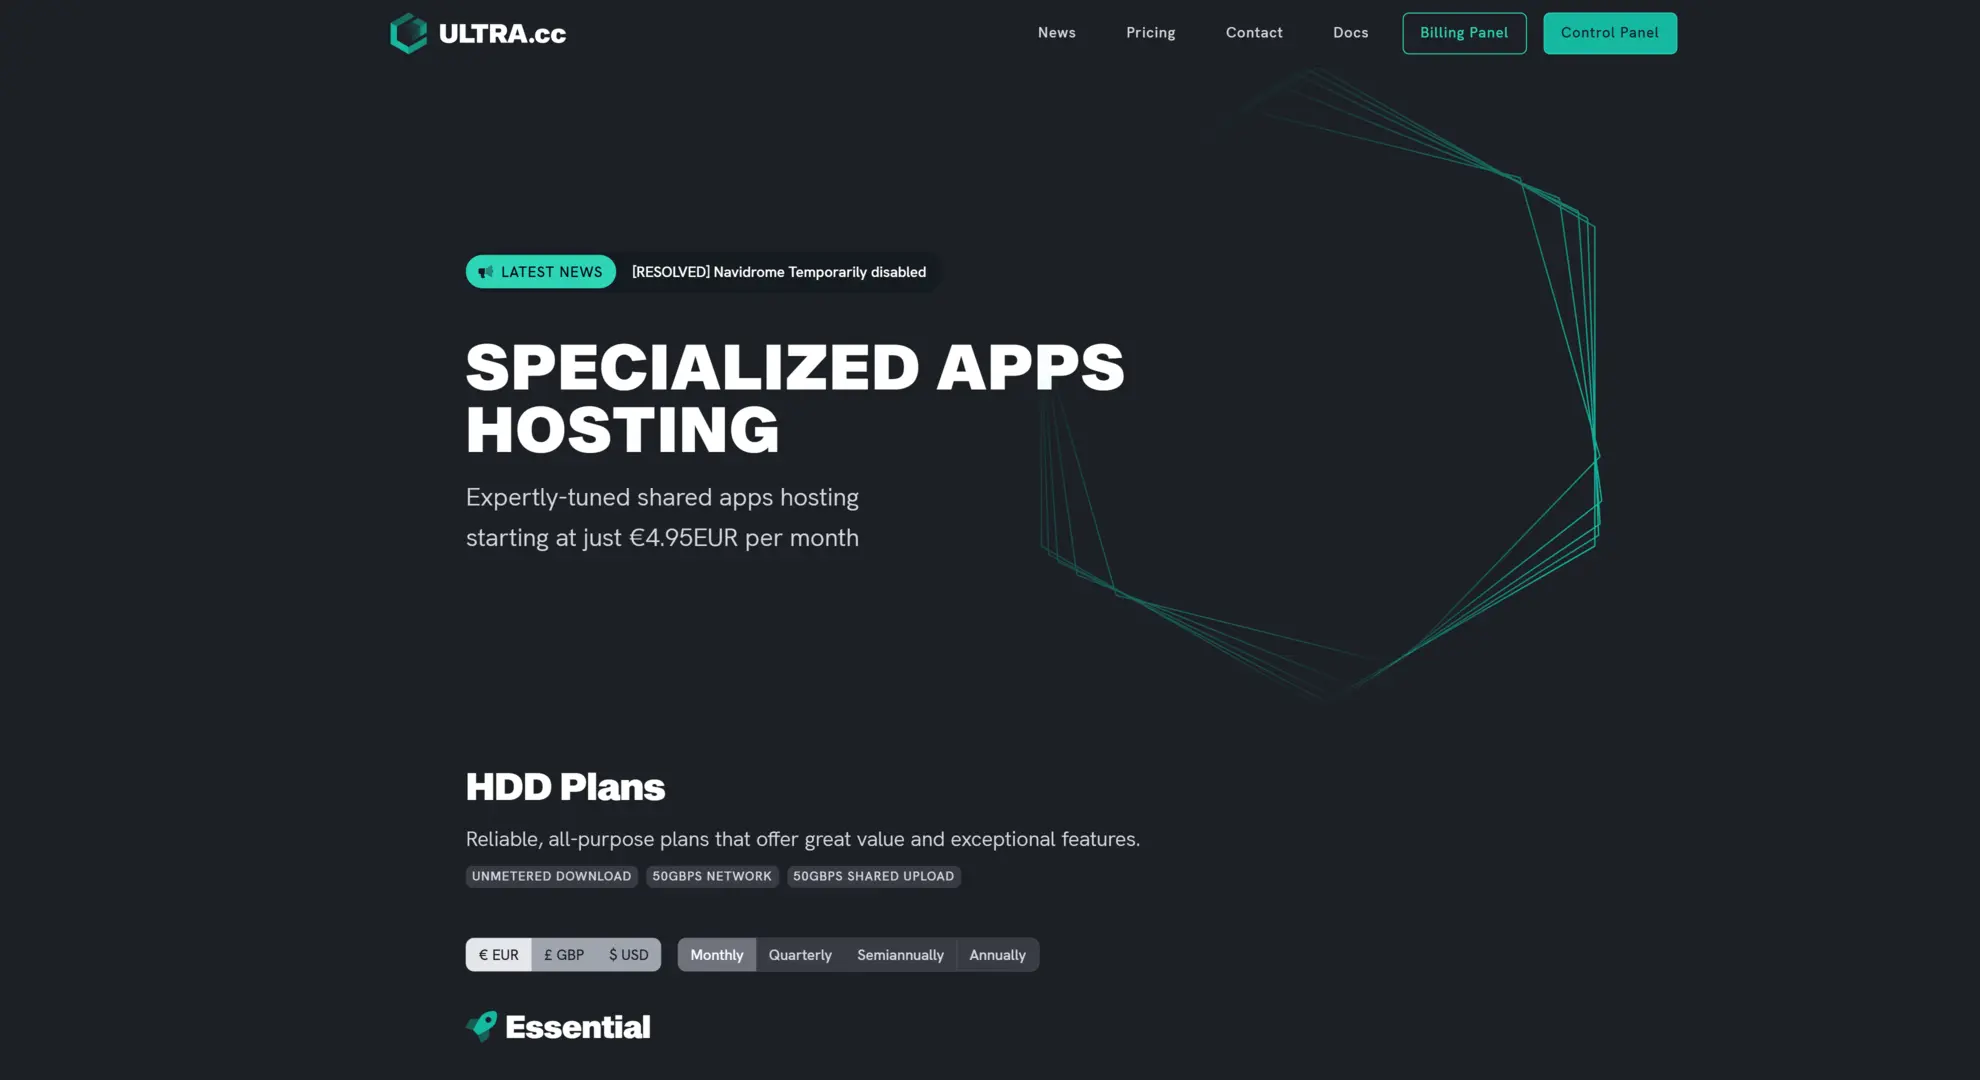 ULTRA.cc
News
Pricing
Contact
Docs
Billing Panel
Control Panel
LATEST NEWS
[RESOLVED] Navidrome Temporarily disabled
SPECIALIZED APPS
HOSTING
Expertly-tuned shared apps hosting
starting at just €4.95EUR per month
HDD Plans
Reliable, all-purpose plans that offer great value and exceptional features.
UNMETERED DOWNLOAD
50GBPS NETWORK
50GBPS SHARED UPLOAD
€ EUR
£ GBP
$ USD
Monthly
Quarterly
Semiannually
Annually
Essential